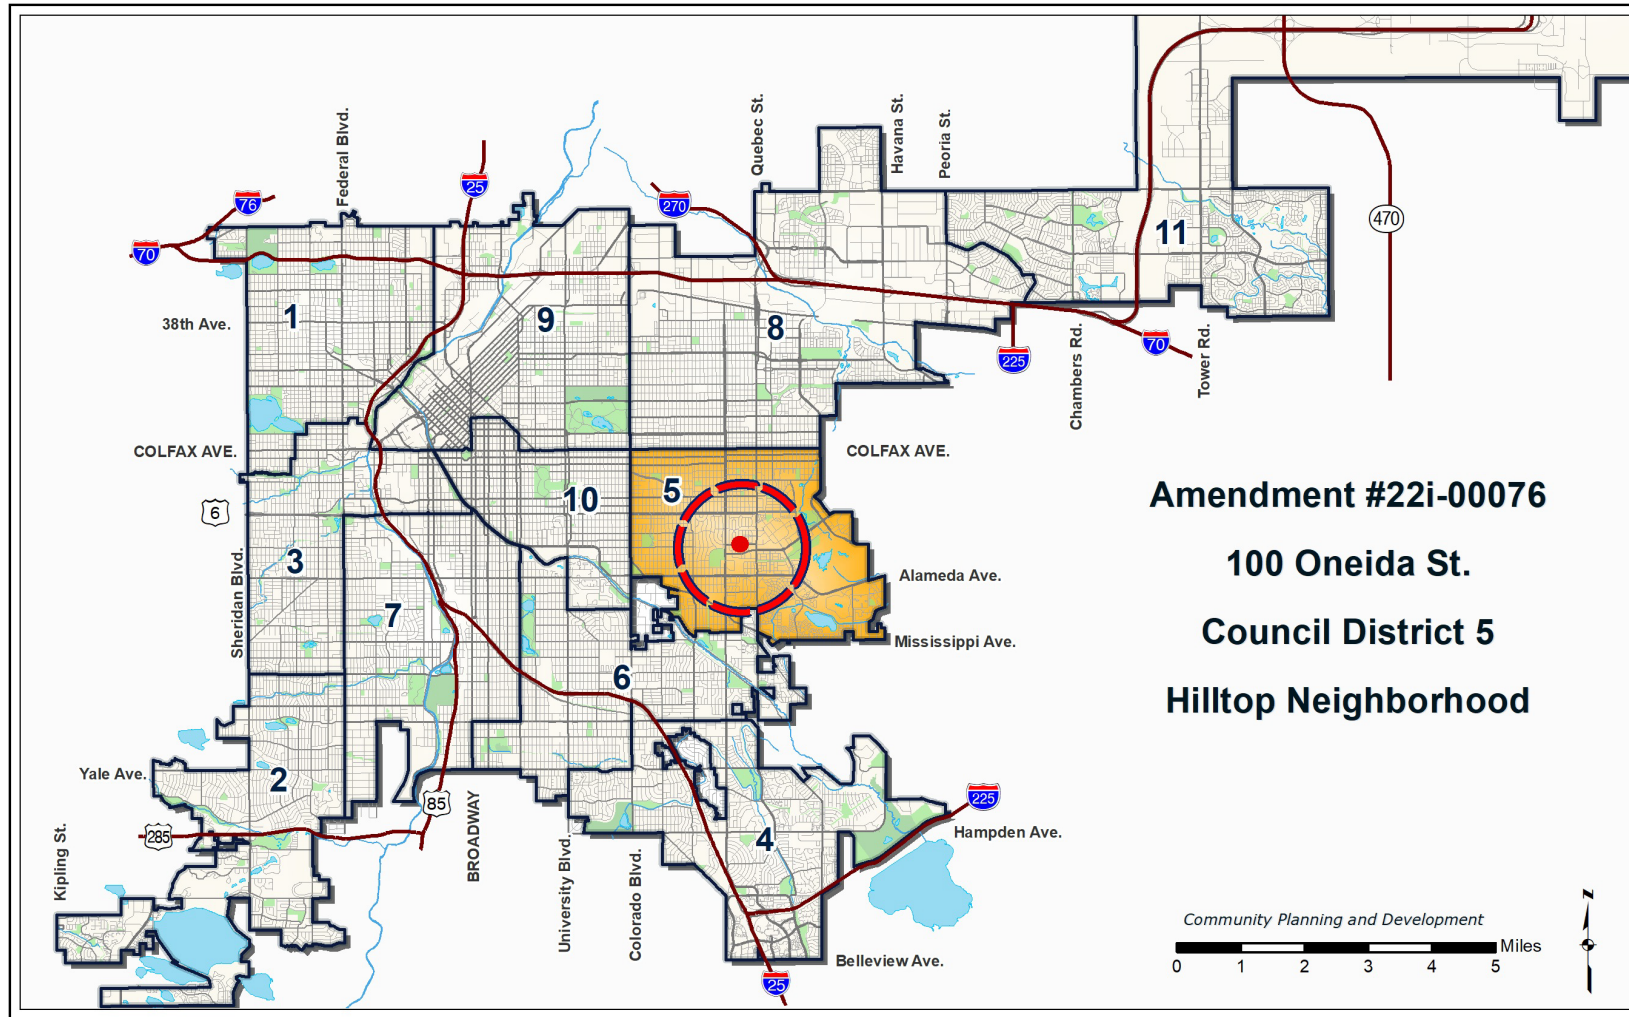 Federal Blvd.
Quebec St.
Havana St.
Peoria St.
76
25
270
70
470
11
1
9
8
38th Ave.
225
70
Chambers Rd.
Tower Rd.
COLFAX AVE.
COLFAX AVE.
5
10
6
3
Sheridan Blvd.
7
Alameda Ave.
Mississippi Ave.
6
Amendment #22i-00076
100 Oneida St.
Council District 5
Hilltop Neighborhood
Yale Ave.
2
85
BROADWAY
285
Kipling St.
University Blvd.
Colorado Blvd.
4
225
Hampden Ave.
Belleview Ave.
25
Community Planning and Development
Miles
0 1 2 3 4 5
Z